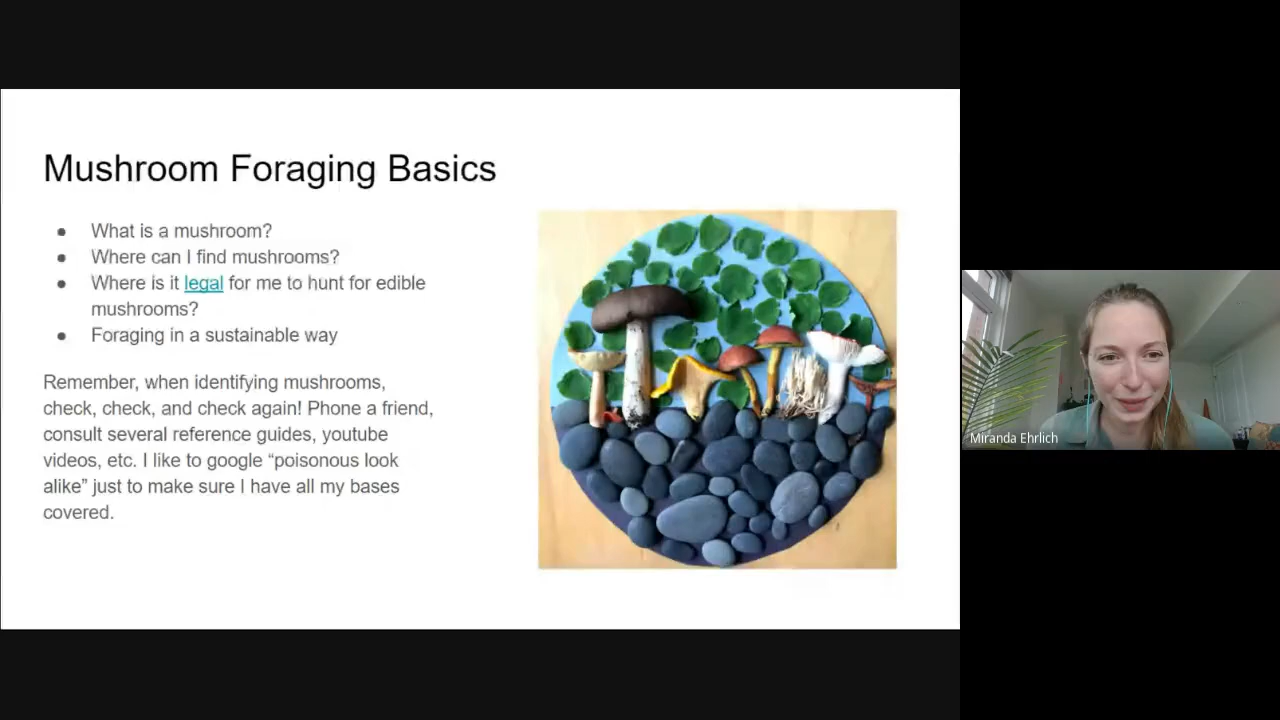 Mushroom Foraging Basics
● What is a mushroom?
● Where can I find mushrooms?
● Where is it legal for me to hunt for edible
mushrooms?
● Foraging in a sustainable way
Remember, when identifying mushrooms,
check, check, and check again! Phone a friend,
consult several reference guides, youtube
videos, etc. I like to google “poisonous look
alike” just to make sure I have all my bases
covered.
Miranda Ehrlich